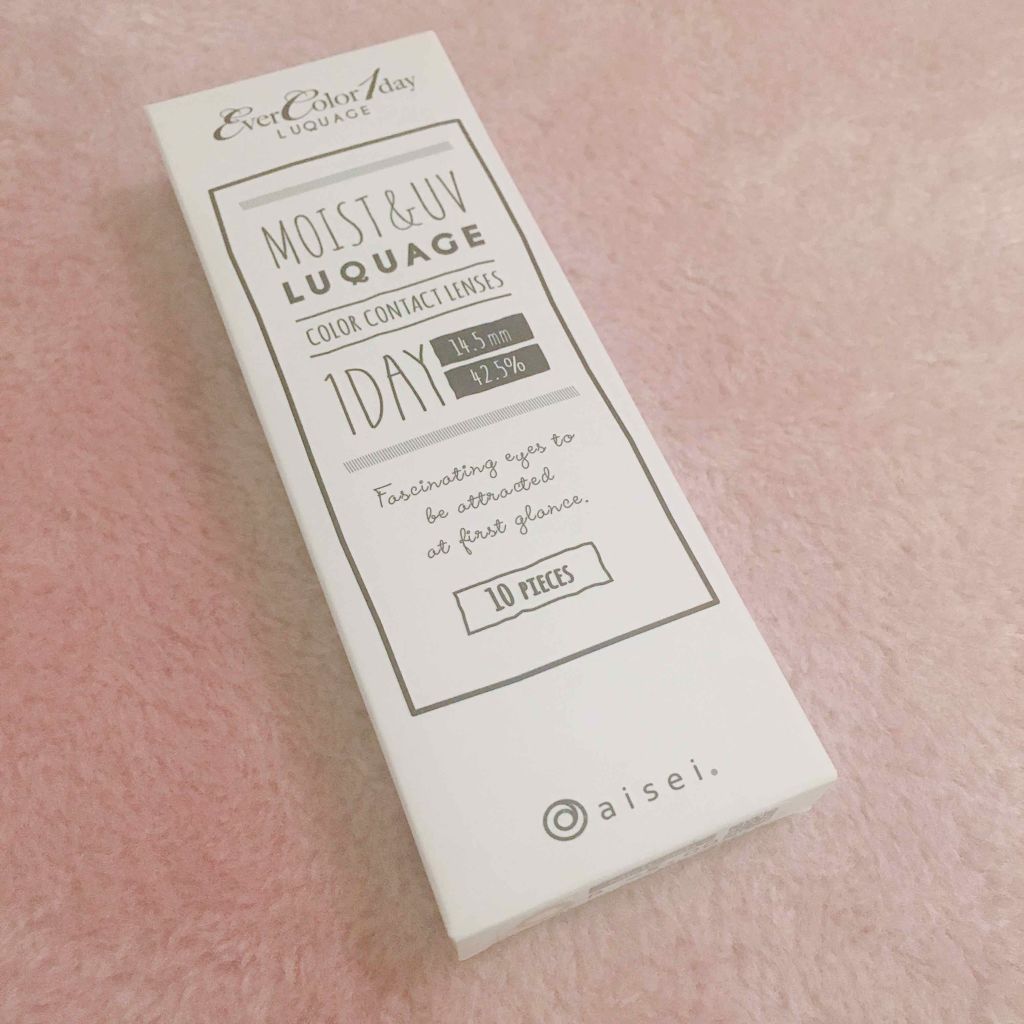 EverColor1day
LUQUAGE
MOIST&UV
LUQUAGE
COLOR CONTACT LENSES
1DAY
14.5mm
42.5%
Fascinating eyes to
be attracted
at first glance.
10 PIECES
aisei.